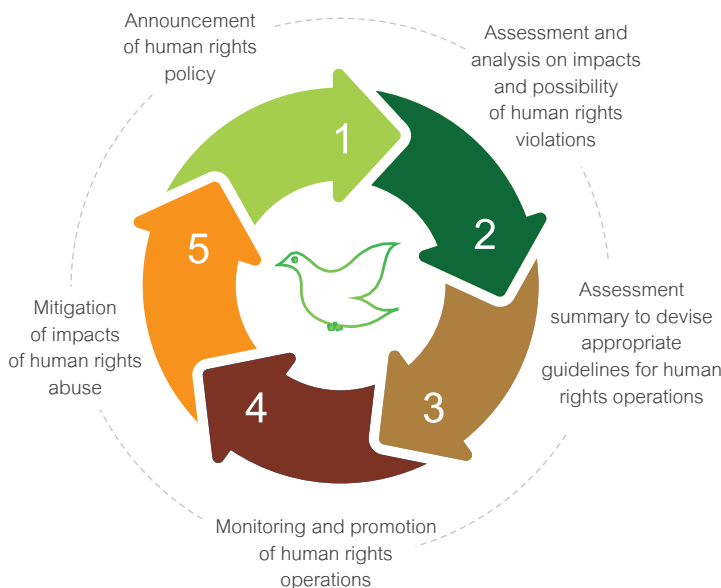 Announcement
of human rights
policy
1
Assessment and
analysis on impacts
and possibility
of human rights
violations
2
Assessment
summary to devise
appropriate
guidelines for human
rights operations
3
Monitoring and promotion
of human rights
operations
4
Mitigation
of impacts
of human rights
abuse
5